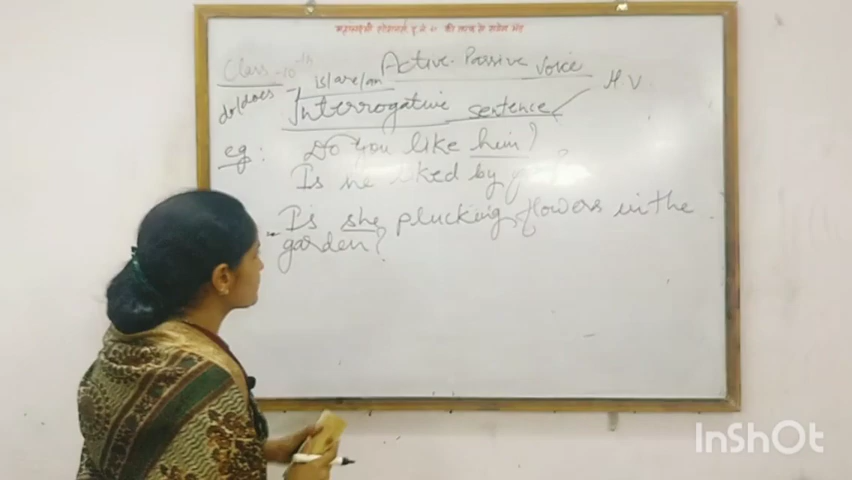 Class -10th
Active-Passive Voice
do/does → is/are/am
H.V
Interrogative sentence
eg: Do you like him?
Is he liked by you?
Is she plucking flowers in the
garden?
InShOt